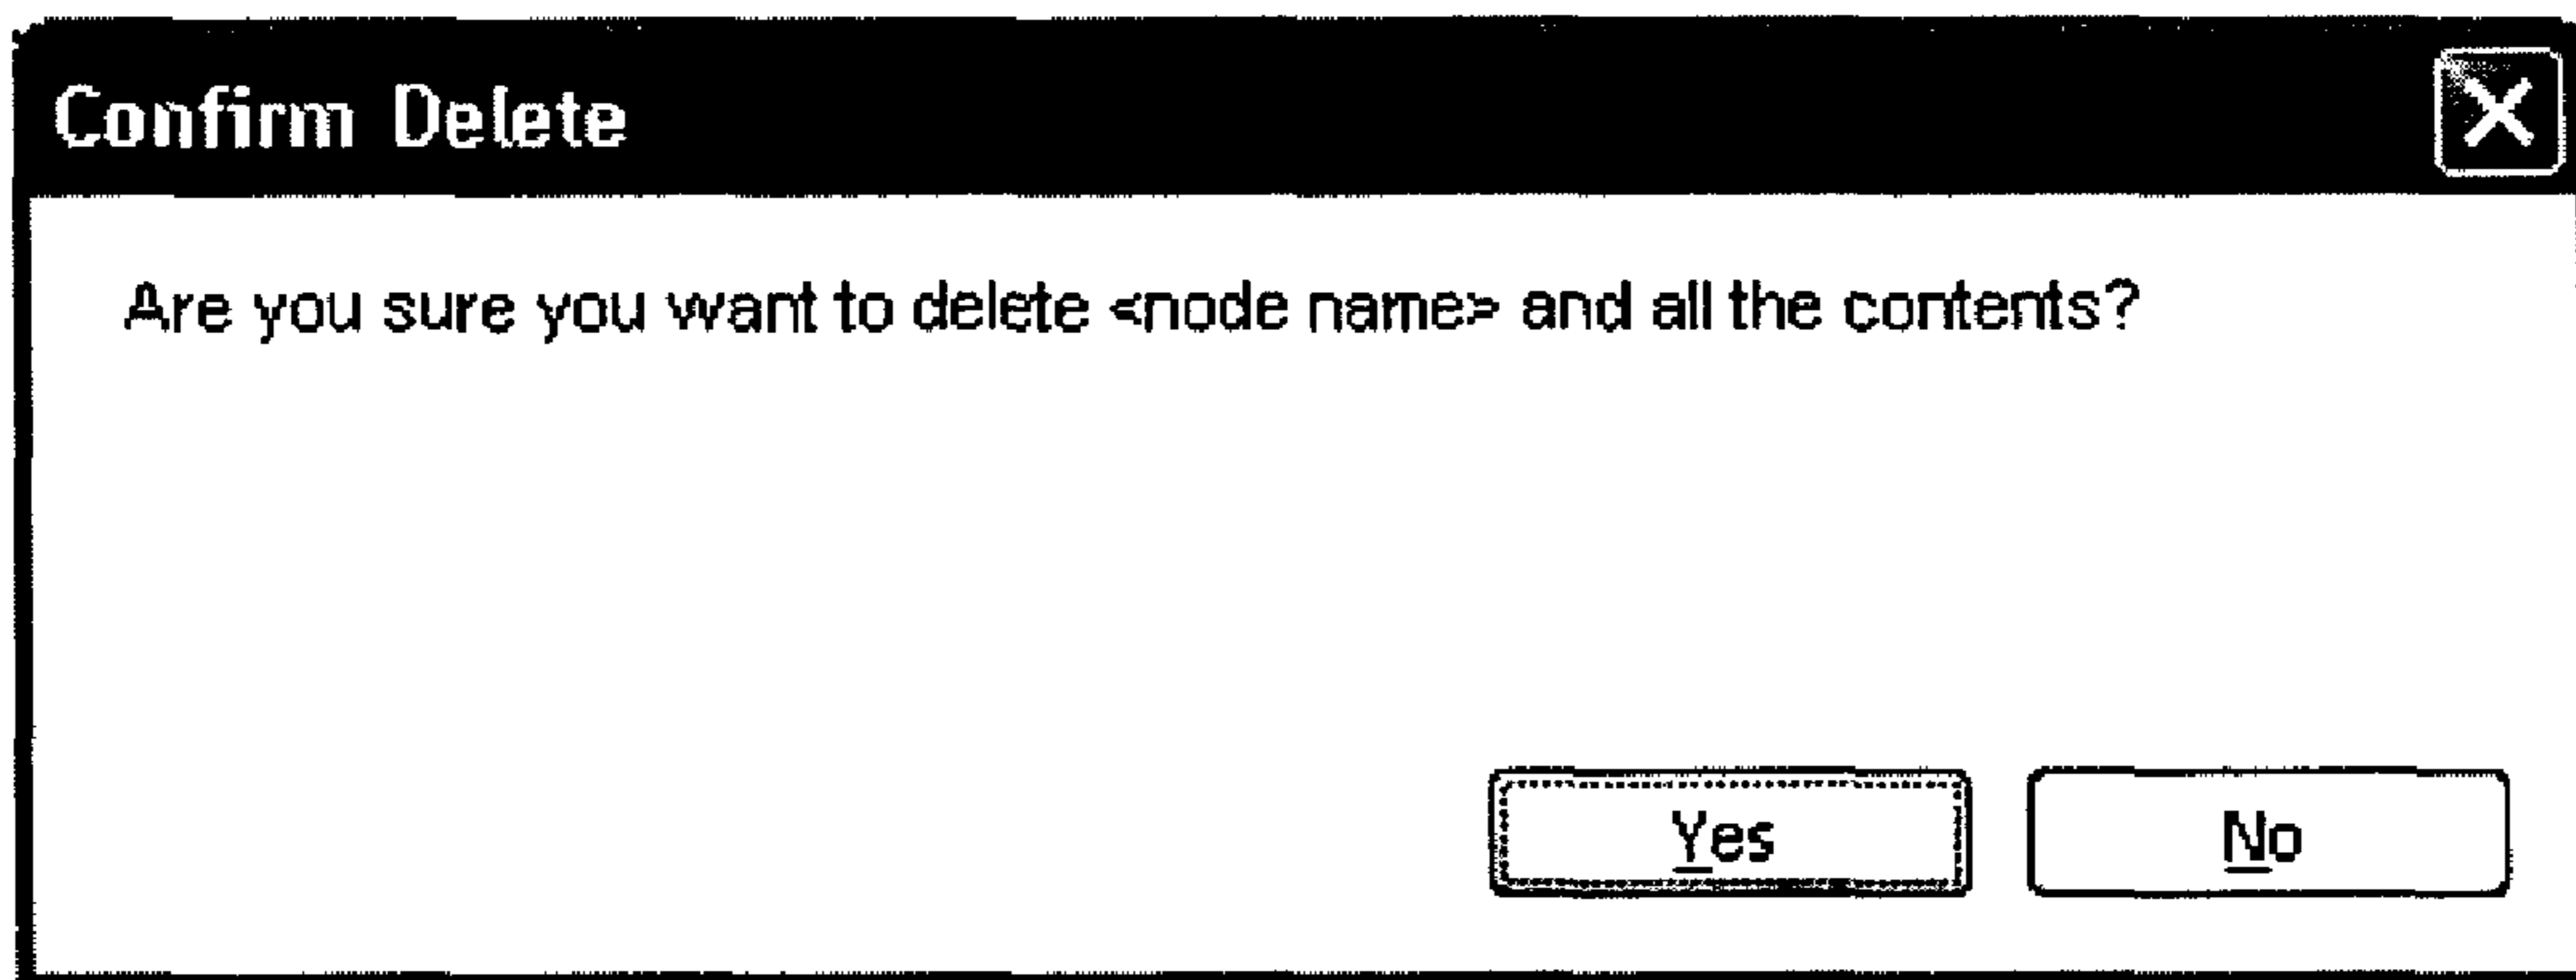 Confirm Delete
Are you sure you want to delete <node name> and all the contents?
Yes
No